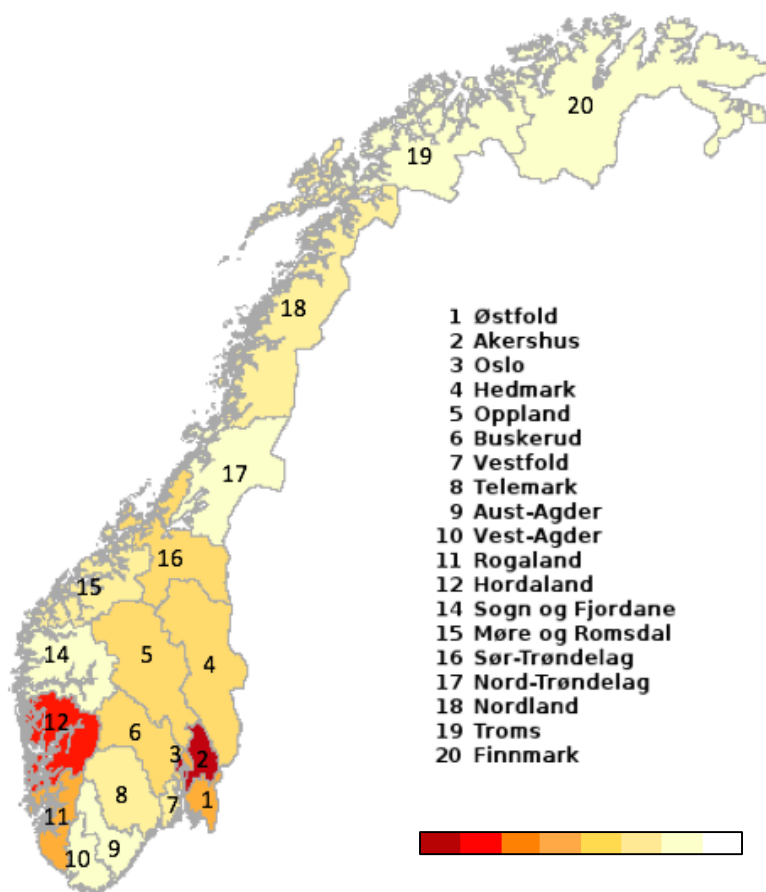 20
19
18
1 Østfold
2 Akershus
3 Oslo
4 Hedmark
5 Oppland
6 Buskerud
7 Vestfold
8 Telemark
9 Aust-Agder
10 Vest-Agder
11 Rogaland
12 Hordaland
14 Sogn og Fjordane
15 Møre og Romsdal
16 Sør-Trøndelag
17 Nord-Trøndelag
18 Nordland
19 Troms
20 Finnmark
17
16
15
14
5
4
12
6
3
2
8
7
1
11
10
9